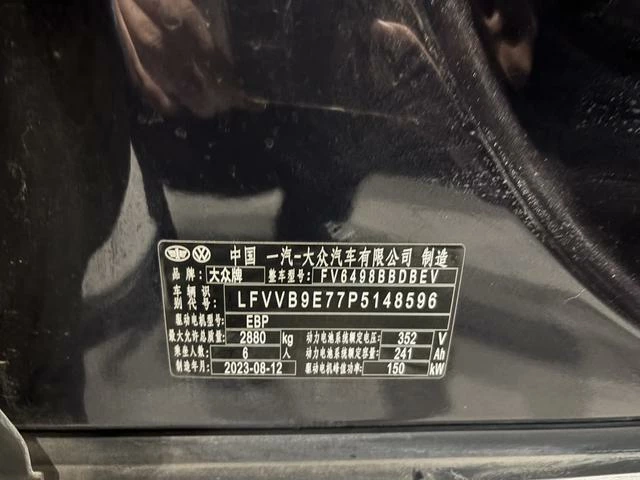 中国 一汽-大众汽车有限公司 制造
品牌 大众牌 整车型号 FV6498BBDBEV
车辆识别代号 LFVVB9E77P5148596
驱动电机型号 EBP
最大允许总质量 2880 kg 动力电池系统额定电压 352 V
乘坐人数 6 人 动力电池系统额定容量 241 Ah
制造年月 2023-08-12 驱动电机峰值功率 150 kW